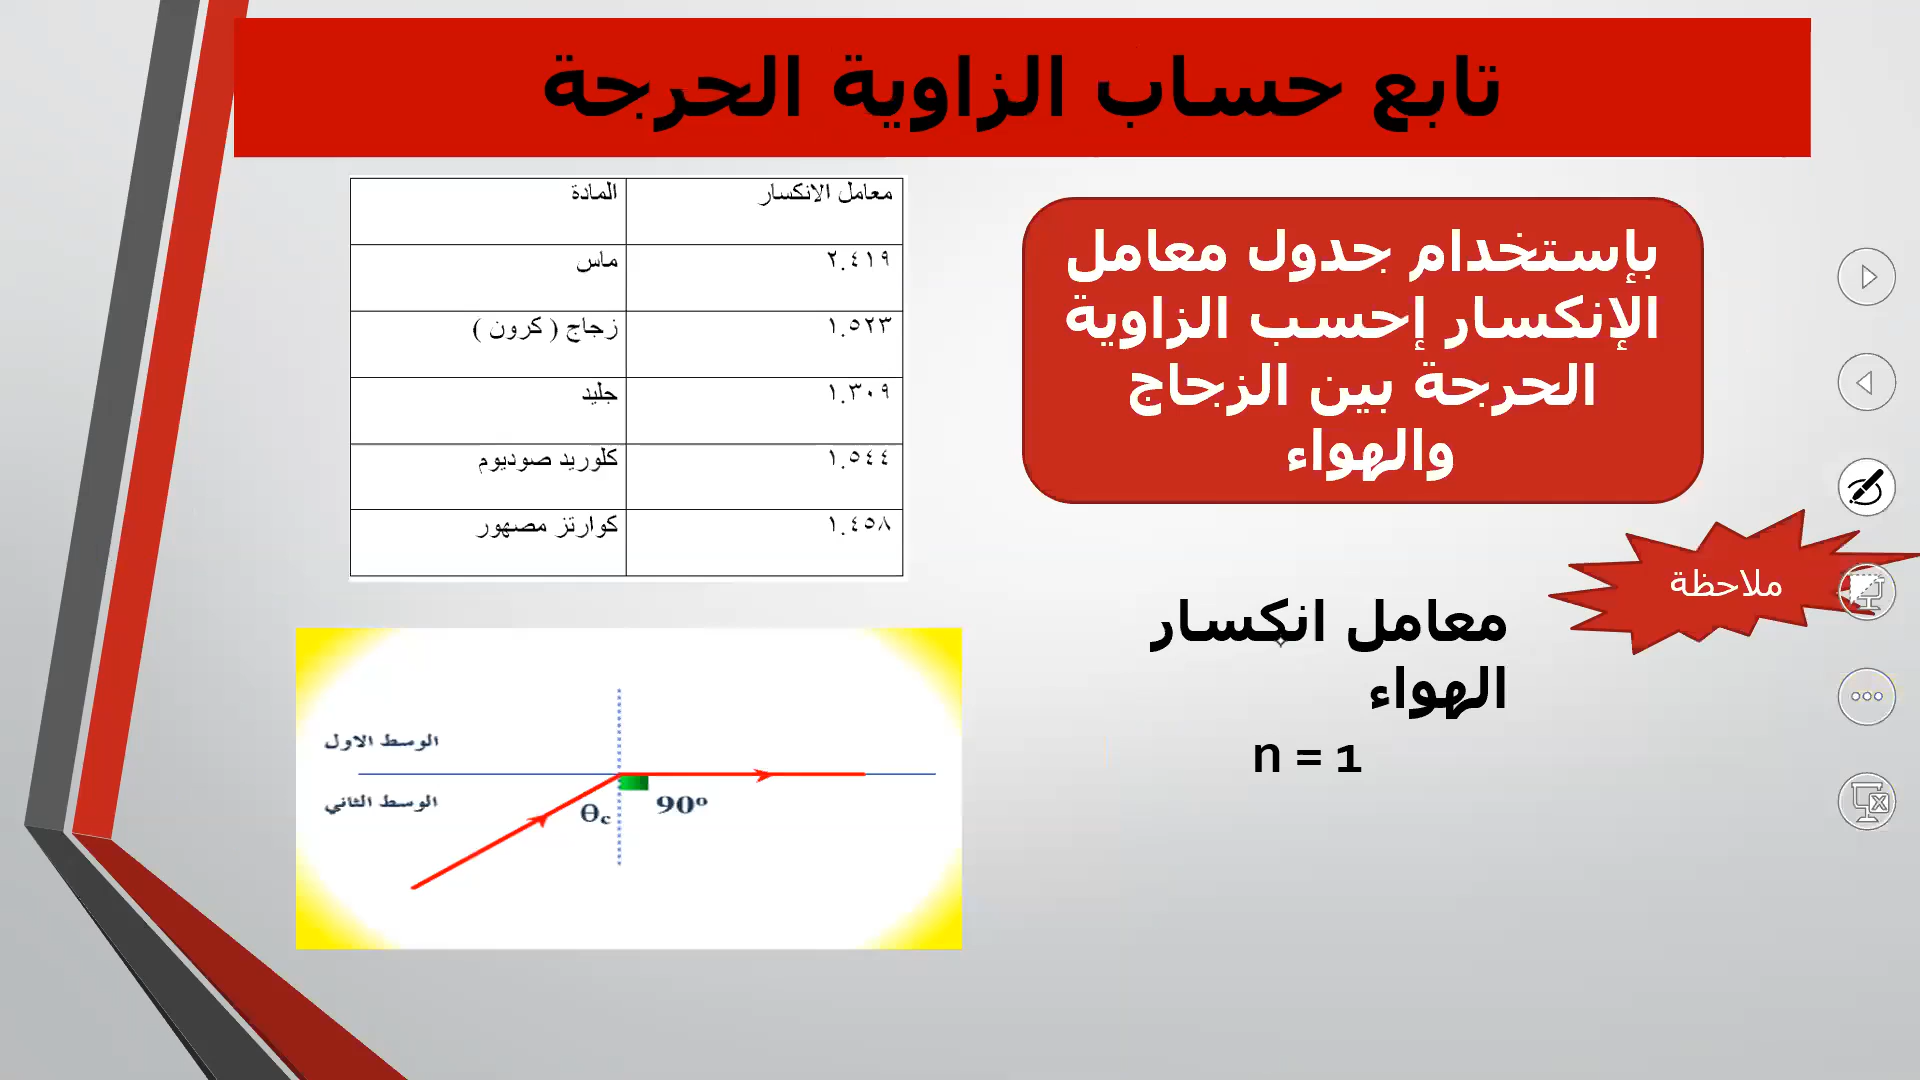 تابع حساب الزاوية الحرجة
بإستخدام جدول معامل
الإنكسار إحسب الزاوية
الحرجة بين الزجاج
والهواء
معامل الانكسار المادة
٢.٤١٩ ماس
١.٥٢٣ زجاج ( كرون )
١.٣٠٩ جليد
١.٥٤٤ كلوريد صوديوم
١.٤٥٨ كوارتز مصهور
ملاحظة
معامل انكسار
الهواء
n = 1
الوسط الاول
الوسط الثاني
θc 90º